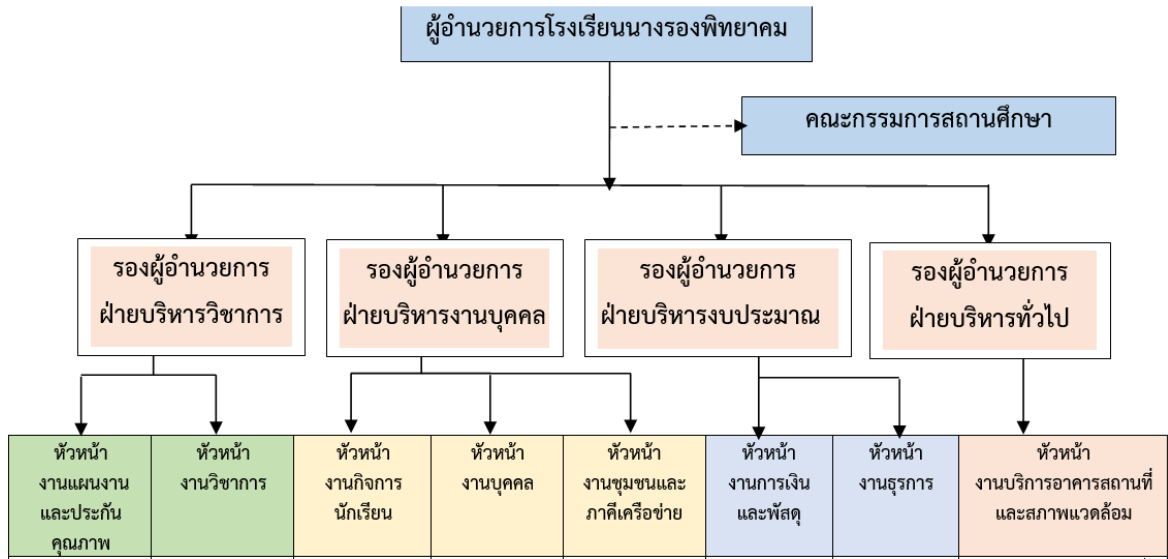 ผู้อำนวยการโรงเรียนนางรองพิทยาคม
คณะกรรมการสถานศึกษา
รองผู้อำนวยการ
ฝ่ายบริหารวิชาการ
รองผู้อำนวยการ
ฝ่ายบริหารงานบุคคล
รองผู้อำนวยการ
ฝ่ายบริหารงบประมาณ
รองผู้อำนวยการ
ฝ่ายบริหารทั่วไป
หัวหน้า
งานแผนงาน
และประกัน
คุณภาพ
หัวหน้า
งานวิชาการ
หัวหน้า
งานกิจการ
นักเรียน
หัวหน้า
งานบุคคล
หัวหน้า
งานชุมชนและ
ภาคีเครือข่าย
หัวหน้า
งานการเงิน
และพัสดุ
หัวหน้า
งานธุรการ
หัวหน้า
งานบริการอาคารสถานที่
และสภาพแวดล้อม